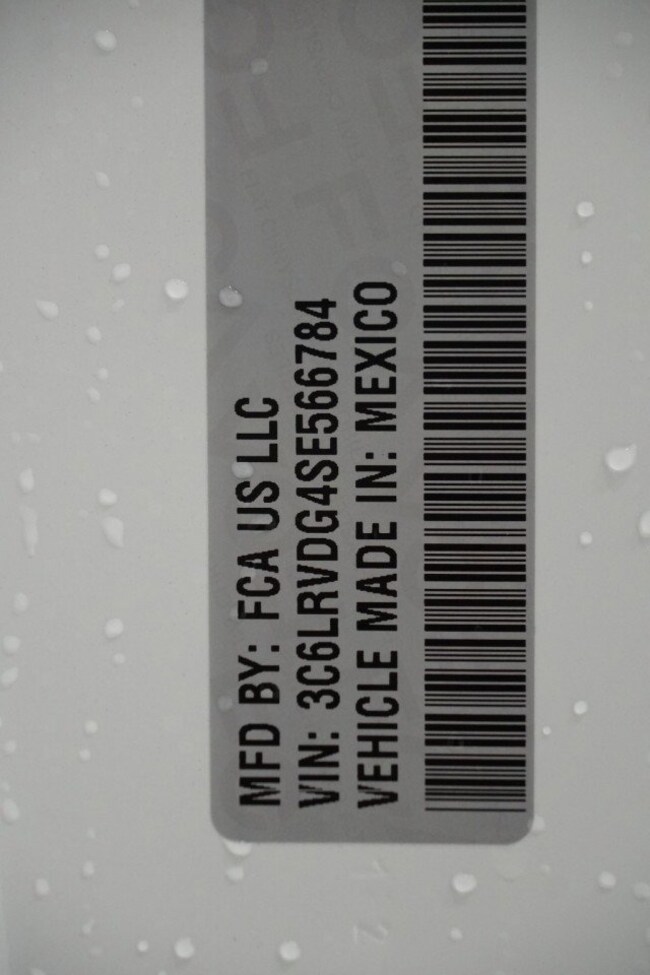 MFD BY: FCA US LLC
VIN: 3C6LRVDG4SE566784
VEHICLE MADE IN: MEXICO